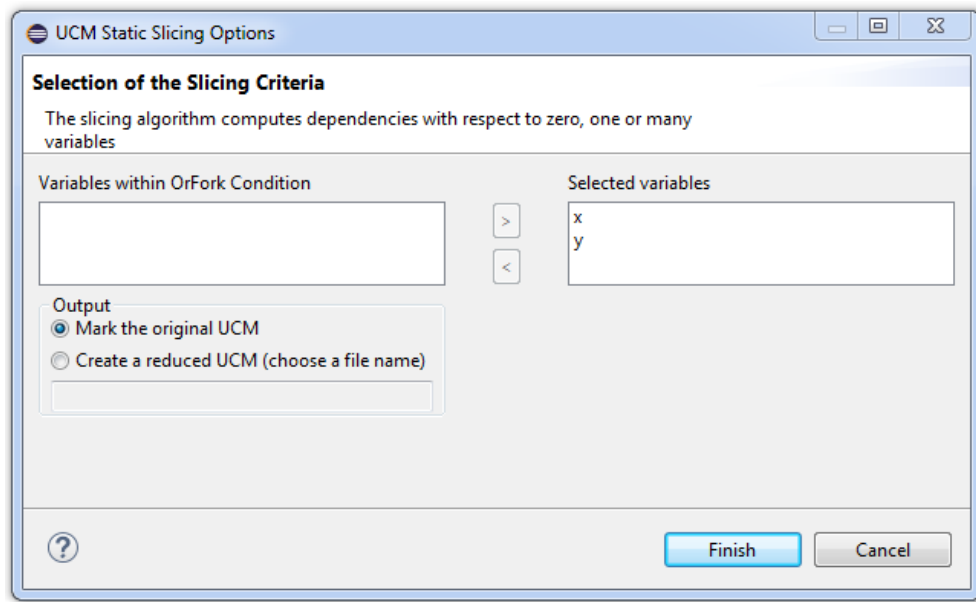 UCM Static Slicing Options
Selection of the Slicing Criteria
The slicing algorithm computes dependencies with respect to zero, one or many
variables
Variables within OrFork Condition
Selected variables
>
<
x
y
Output
Mark the original UCM
Create a reduced UCM (choose a file name)
?
Finish
Cancel